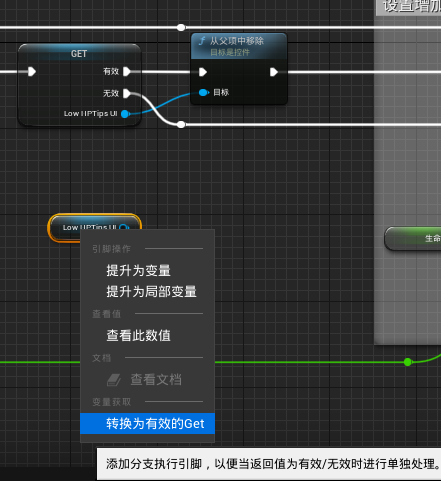 设置增加
GET
有效
无效
Low HPTips UI
从父项中移除
目标是控件
目标
Low HPTips UI
生命
引脚操作
提升为变量
提升为局部变量
查看值
查看此数值
文档
查看文档
变量获取
转换为有效的Get
添加分支执行引脚，以便当返回值为有效/无效时进行单独处理。